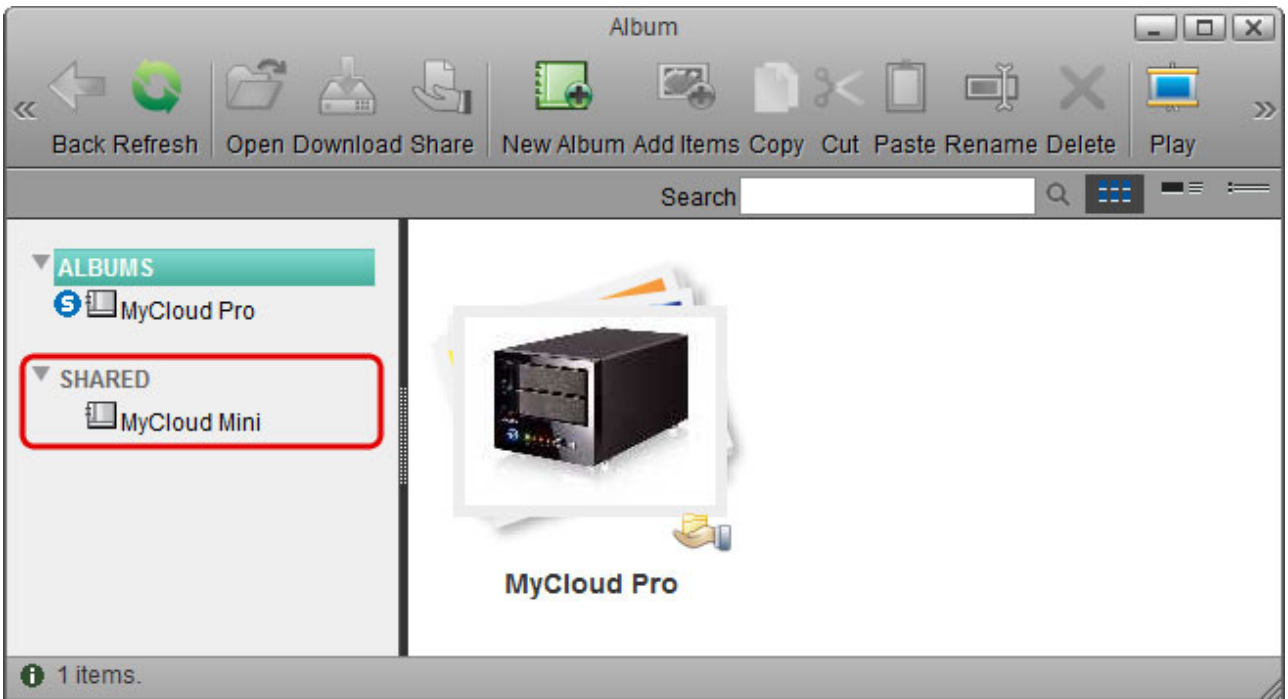 Album
Back Refresh Open Download Share New Album Add Items Copy Cut Paste Rename Delete Play
Search
ALBUMS
S MyCloud Pro
SHARED
MyCloud Mini
MyCloud Pro
1 items.